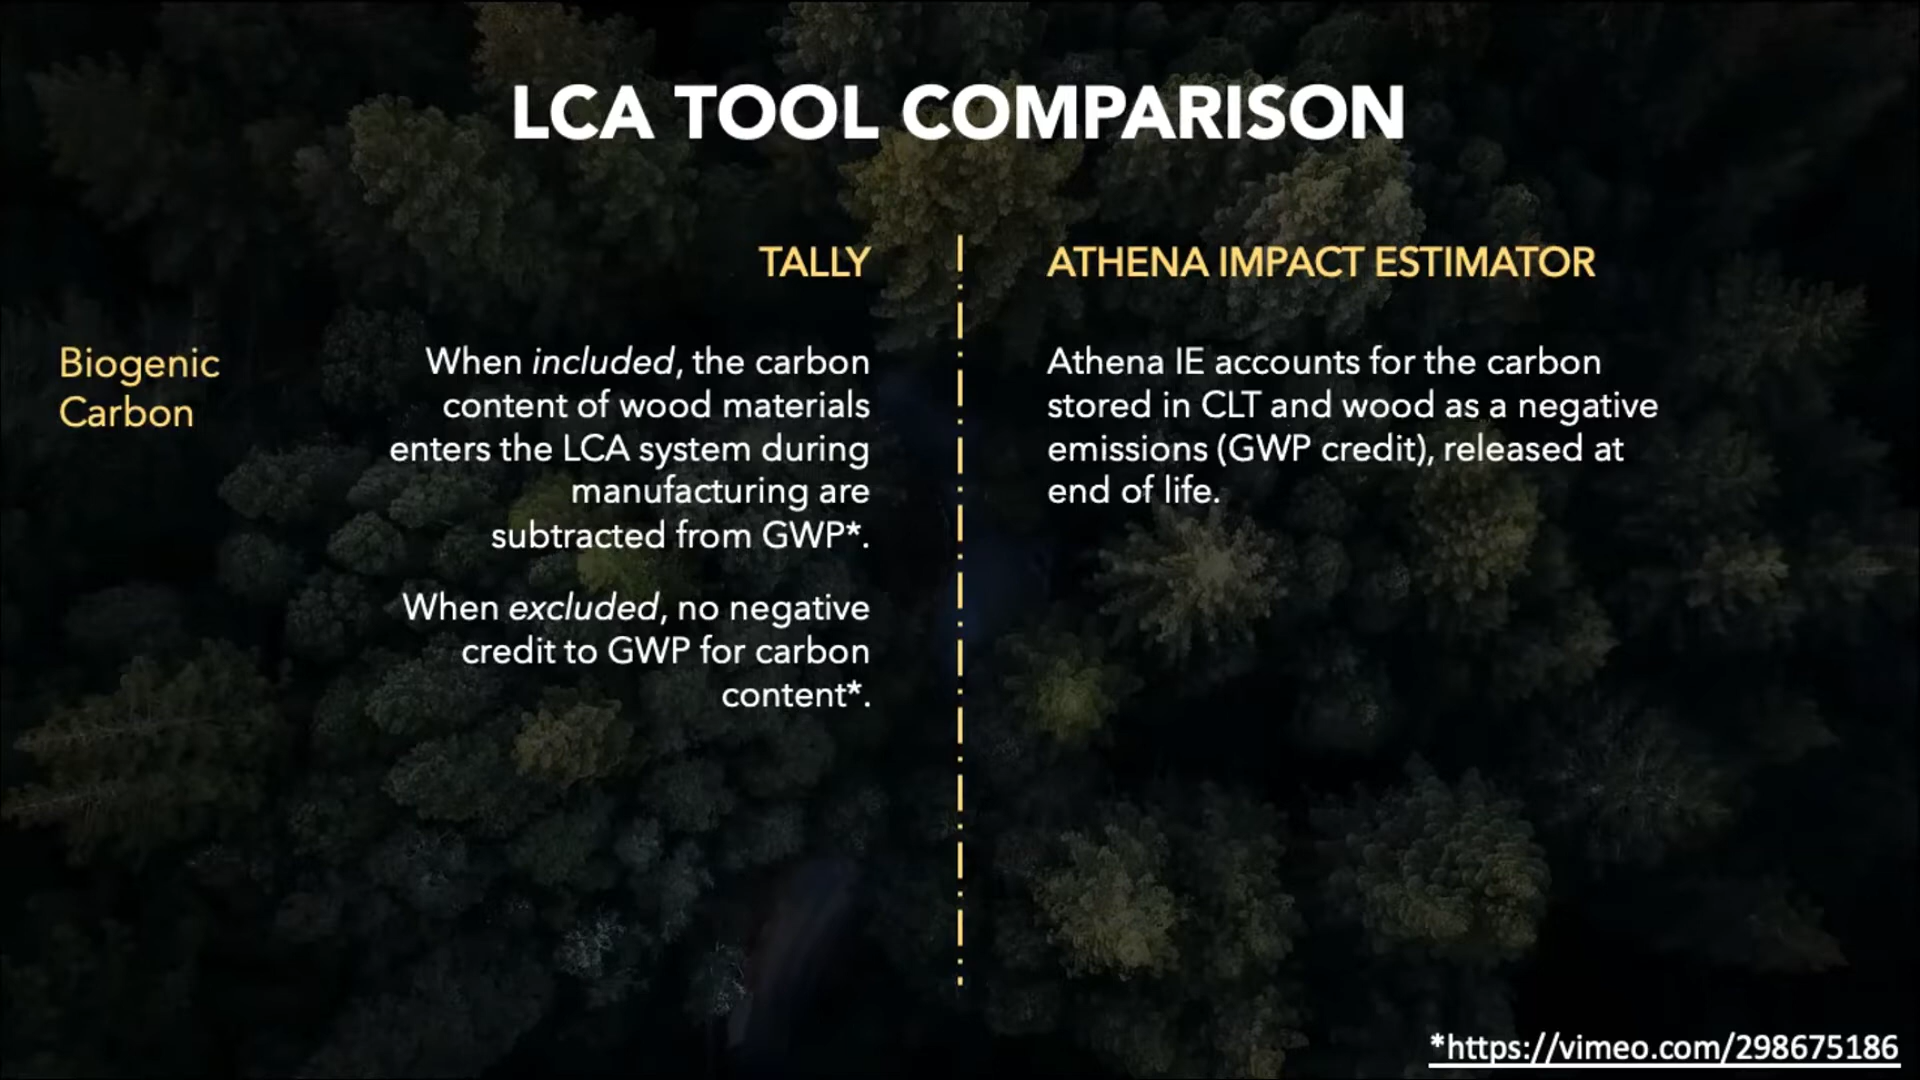 LCA TOOL COMPARISON
TALLY
ATHENA IMPACT ESTIMATOR
Biogenic
Carbon
When included, the carbon
content of wood materials
enters the LCA system during
manufacturing are
subtracted from GWP*.
When excluded, no negative
credit to GWP for carbon
content*.
Athena IE accounts for the carbon
stored in CLT and wood as a negative
emissions (GWP credit), released at
end of life.
*https://vimeo.com/298675186